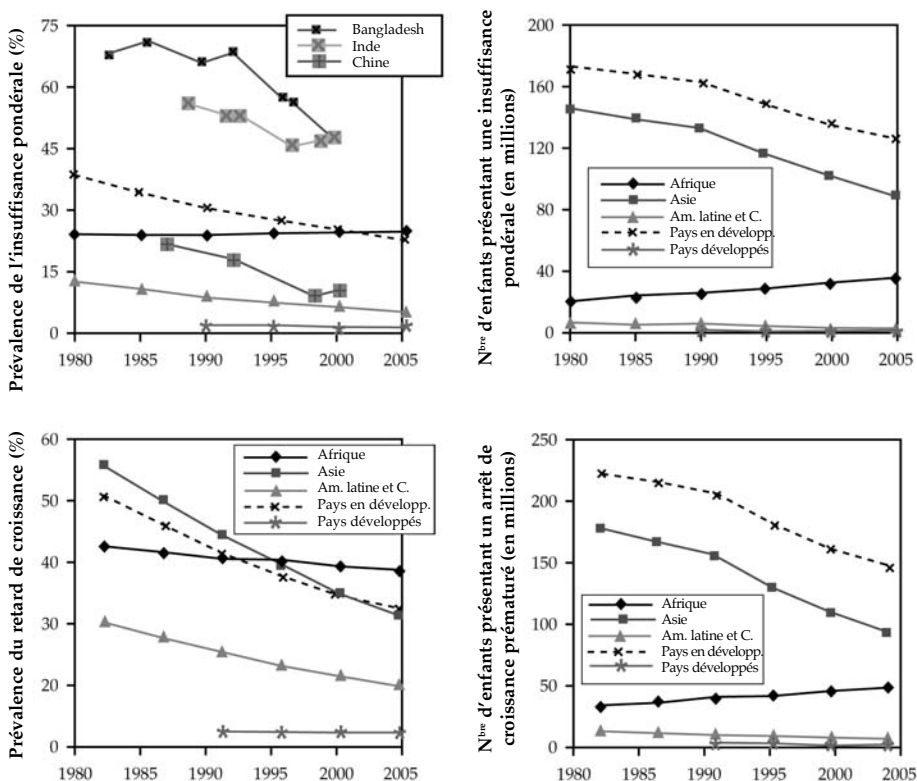 Prévalence de l'insuffisance pondérale (%)
75
60
45
30
15
0
1980 1985 1990 1995 2000 2005
Bangladesh
Inde
Chine
Nbre d'enfants présentant une insuffisance
pondérale (en millions)
200
160
120
80
40
0
1980 1985 1990 1995 2000 2005
Afrique
Asie
Am. latine et C.
Pays en développ.
Pays développés
Prévalence du retard de croissance (%)
60
50
40
30
20
0
1980 1985 1990 1995 2000 2005
Afrique
Asie
Am. latine et C.
Pays en développ.
Pays développés
Nbre d'enfants présentant un arrêt de
croissance prématuré (en millions)
250
200
150
100
50
0
1980 1985 1990 1995 2000 2005
Afrique
Asie
Am. latine et C.
Pays en développ.
Pays développés